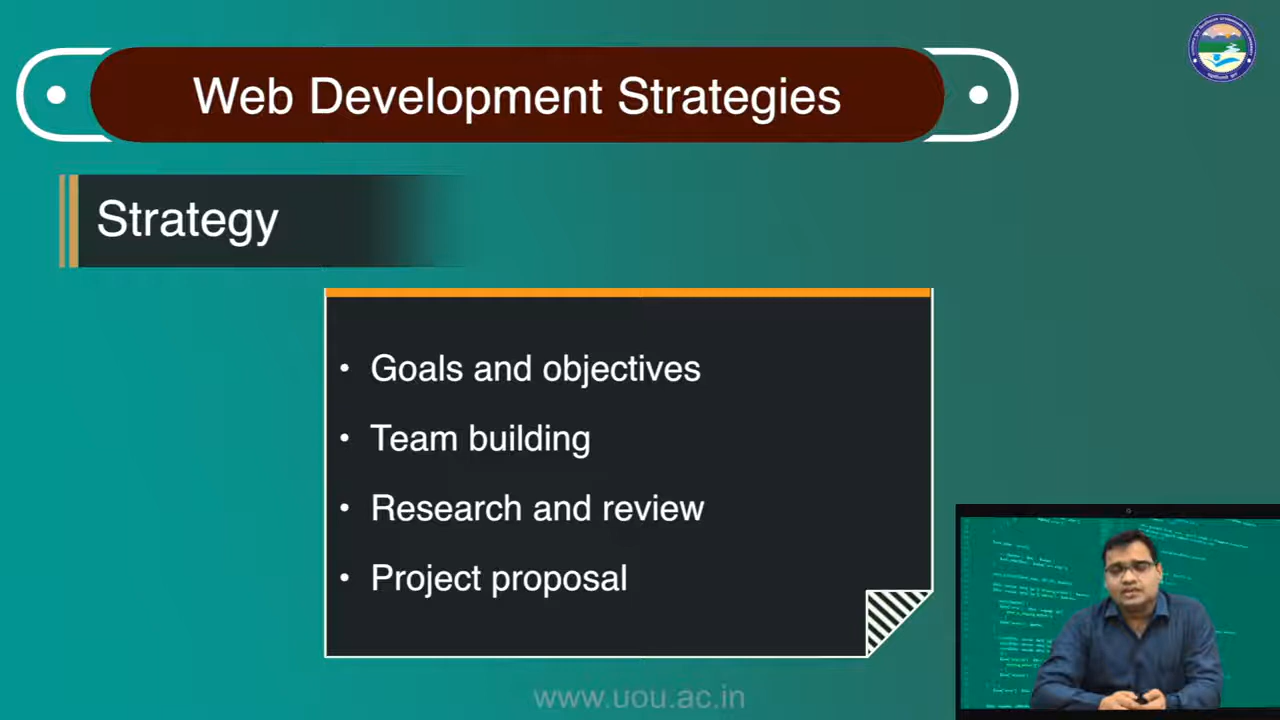 Web Development Strategies
Strategy
• Goals and objectives
• Team building
• Research and review
• Project proposal
www.uou.ac.in